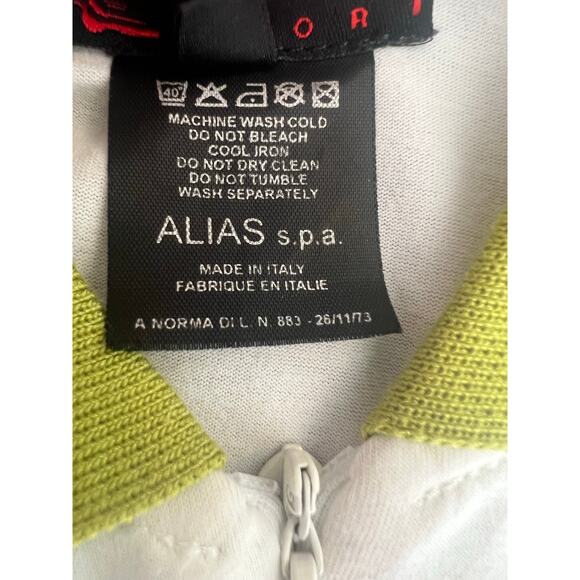 O R T
40°
MACHINE WASH COLD
DO NOT BLEACH
COOL IRON
DO NOT DRY CLEAN
DO NOT TUMBLE
WASH SEPARATELY
ALIAS s.p.a.
MADE IN ITALY
FABRIQUE EN ITALIE
A NORMA DI L. N. 883 - 26/11/73